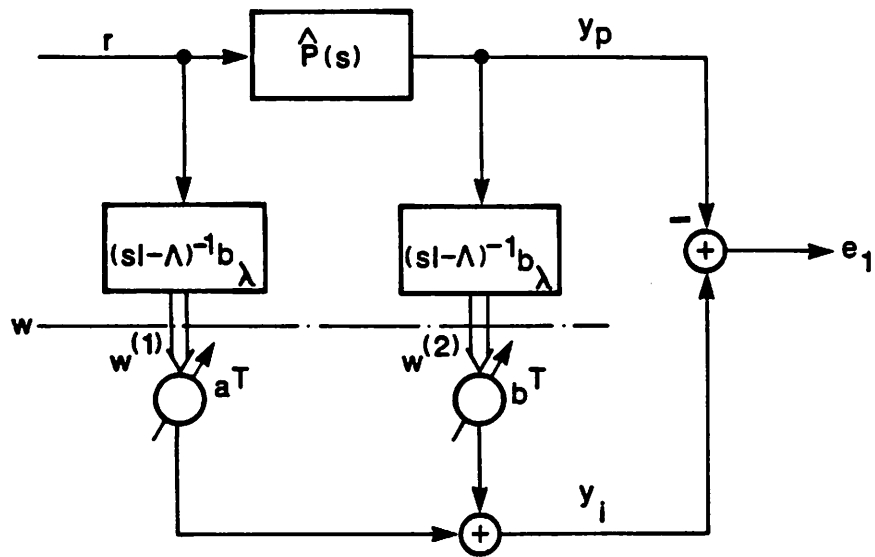 r
P̂(s)
y_p
(sI-Λ)^{-1}b_λ
(sI-Λ)^{-1}b_λ
−
+
e_1
w
w^{(1)}
a^T
w^{(2)}
b^T
+
y_i